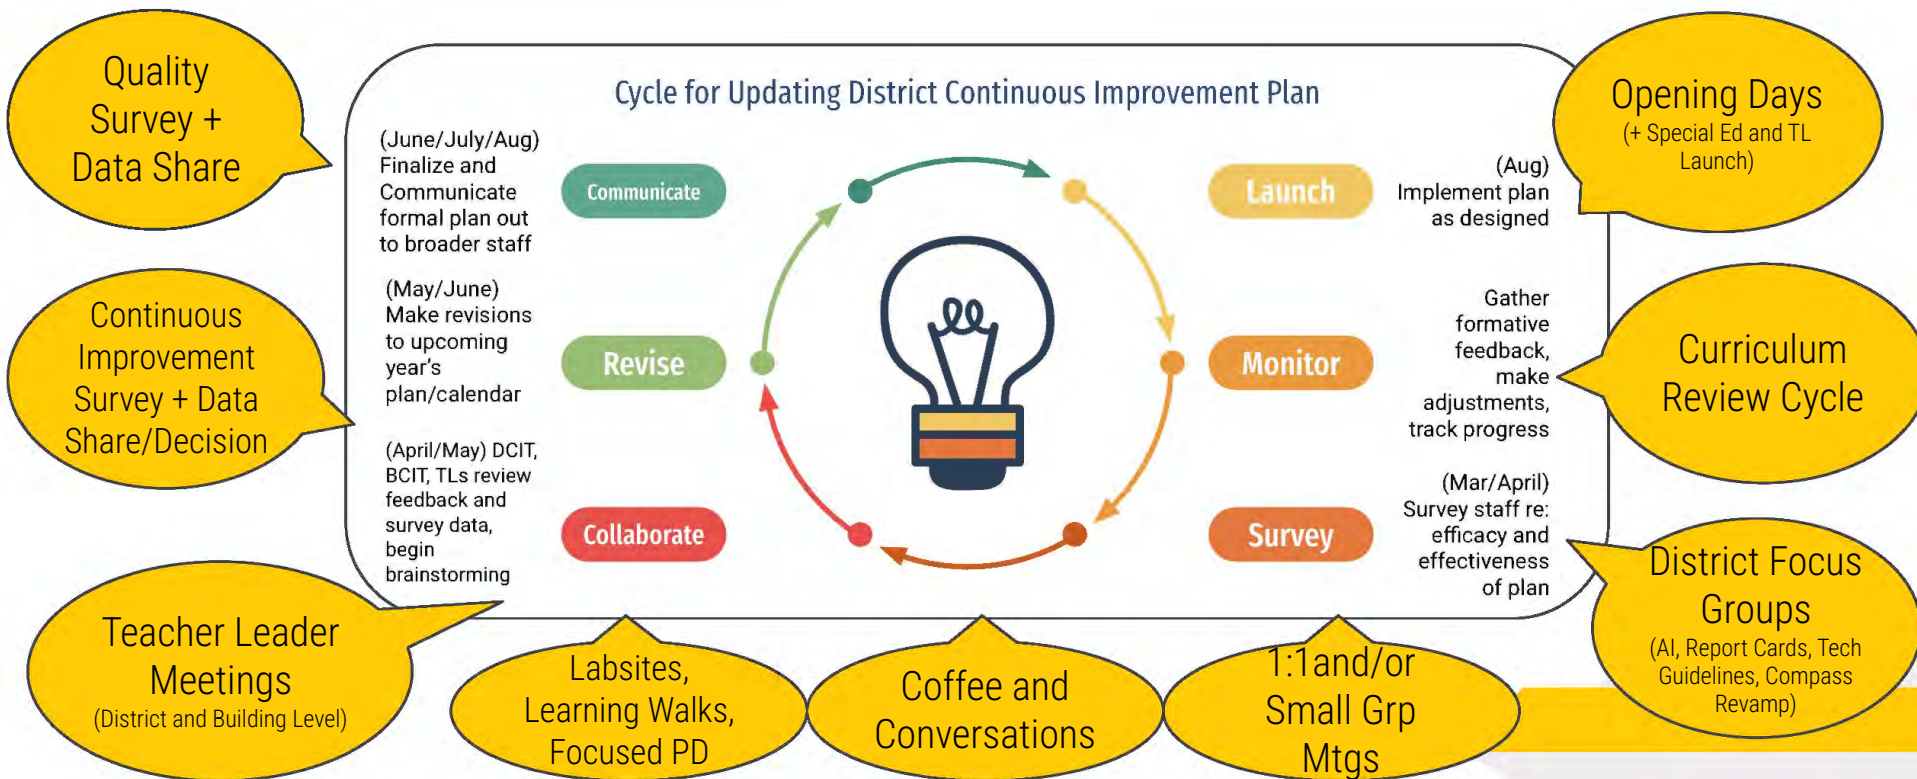 Cycle for Updating District Continuous Improvement Plan
Quality
Survey +
Data Share
(June/July/Aug)
Finalize and
Communicate
formal plan out
to broader staff
Communicate
Launch
(Aug)
Implement plan
as designed
Opening Days
(+ Special Ed and TL
Launch)
Continuous
Improvement
Survey + Data
Share/Decision
(May/June)
Make revisions
to upcoming
year's
plan/calendar
Revise
Monitor
Gather
formative
feedback,
make
adjustments,
track progress
Curriculum
Review Cycle
(April/May) DCIT,
BCIT, TLs review
feedback and
survey data,
begin
brainstorming
Collaborate
Survey
(Mar/April)
Survey staff re:
efficacy and
effectiveness
of plan
District Focus
Groups
(AI, Report Cards, Tech
Guidelines, Compass
Revamp)
Teacher Leader
Meetings
(District and Building Level)
Labsites,
Learning Walks,
Focused PD
Coffee and
Conversations
1:1and/or
Small Grp
Mtgs